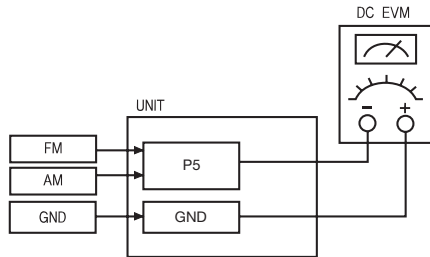 DC EVM
- +
UNIT
FM
P5
AM
GND
GND